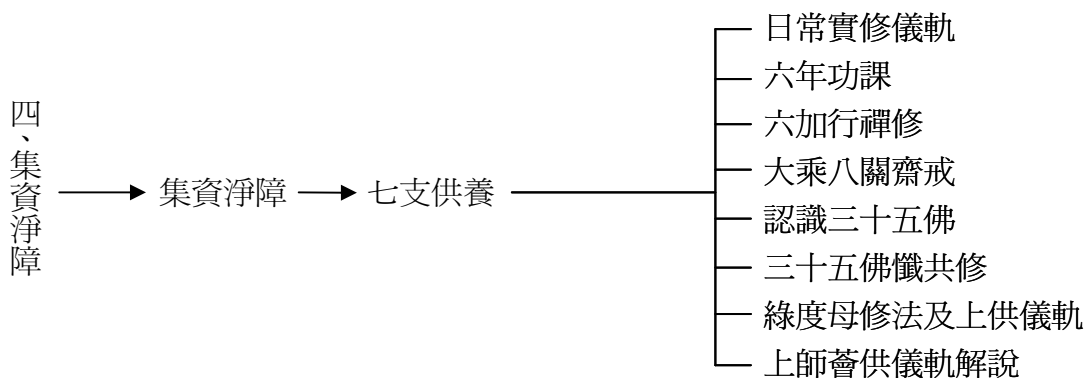 四、集資淨障
集資淨障
七支供養
日常實修儀軌
六年功課
六加行禪修
大乘八關齋戒
認識三十五佛
三十五佛懺共修
綠度母修法及上供儀軌
上師薈供儀軌解說